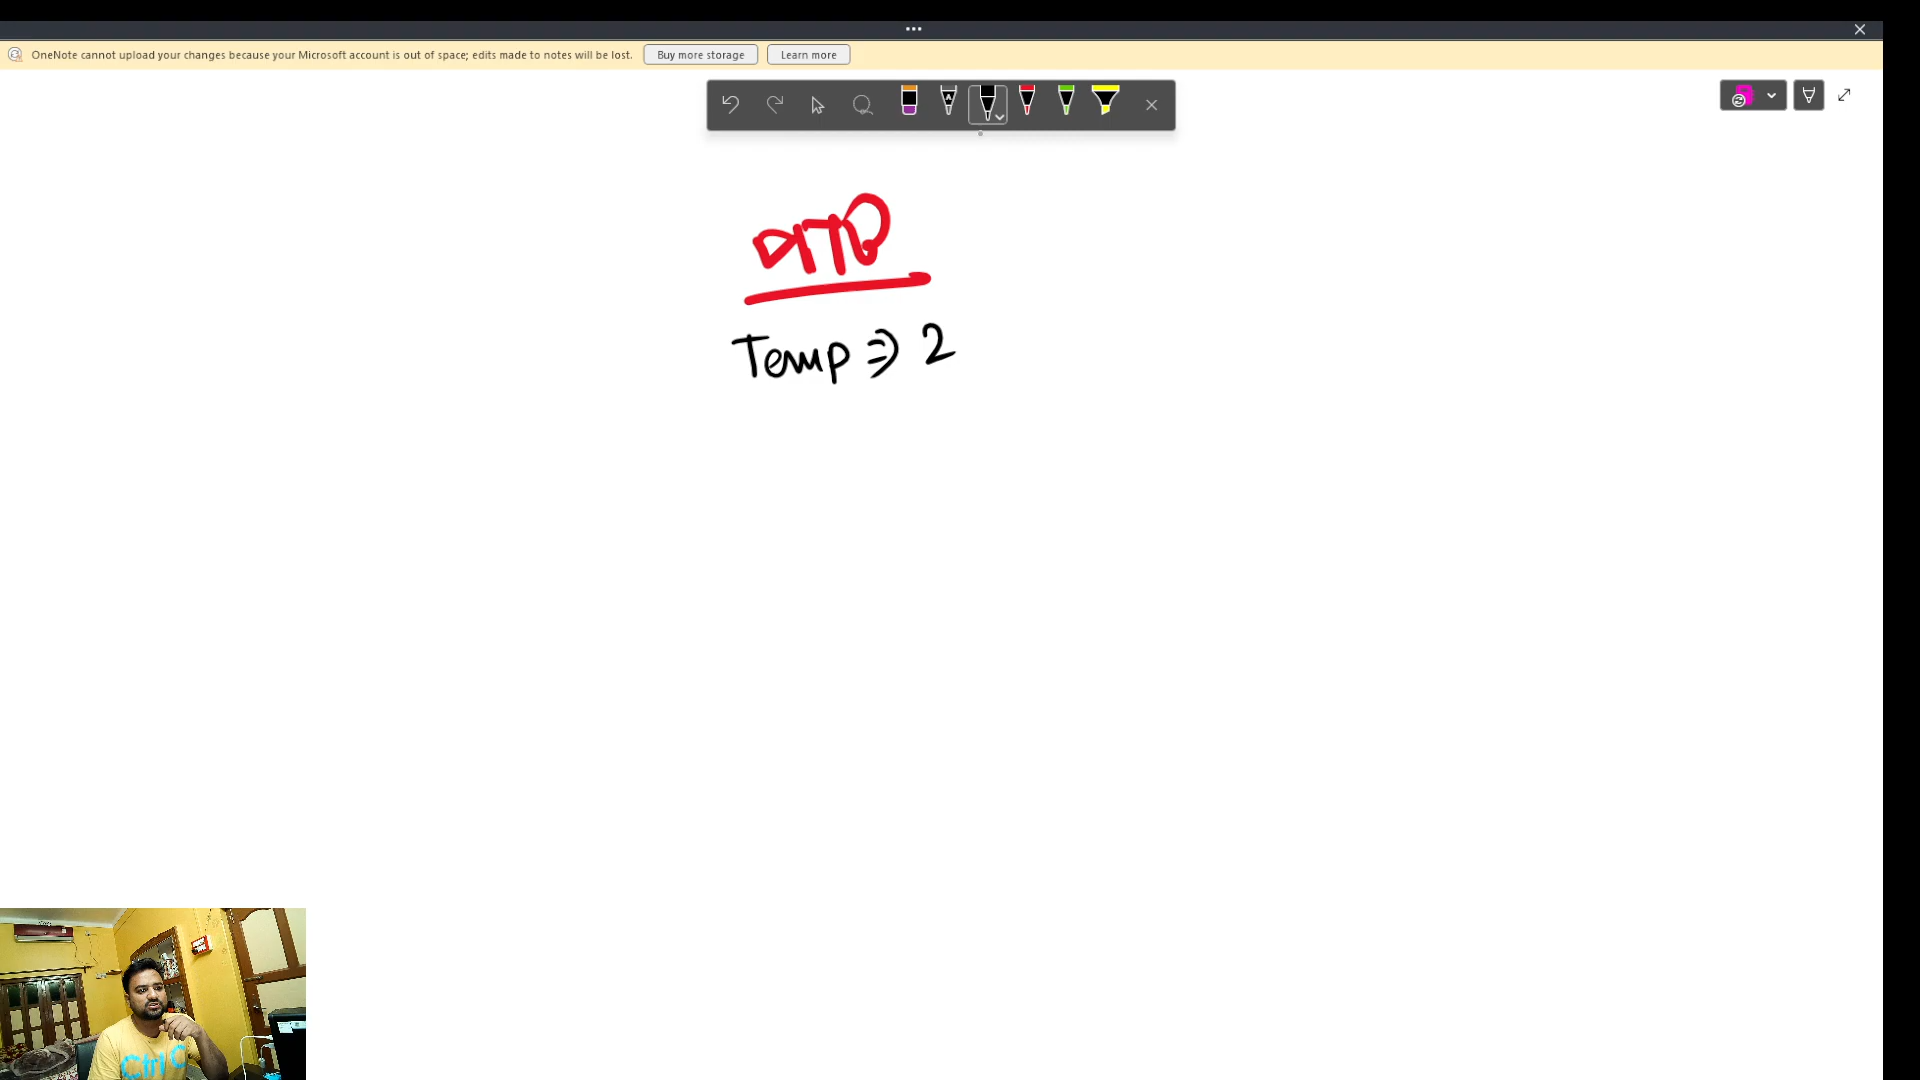 OneNote cannot upload your changes because your Microsoft account is out of space; edits made to notes will be lost. Buy more storage Learn more
Temp => 2
Ctrl C